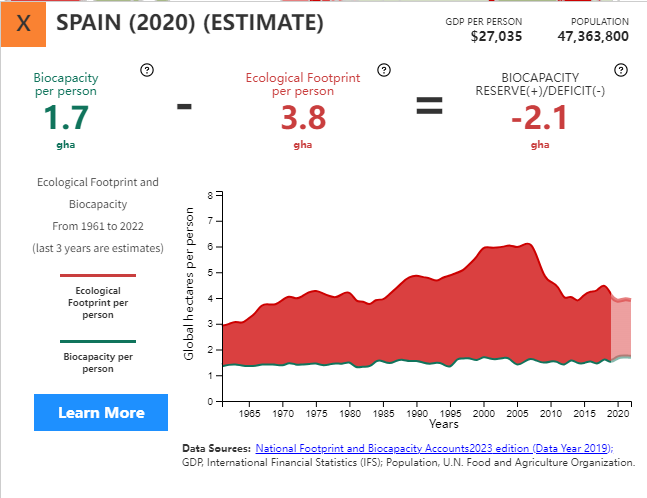 X
SPAIN (2020) (ESTIMATE)
GDP PER PERSON
$27,035
POPULATION
47,363,800
Biocapacity
per person
1.7
gha
?
-
Ecological Footprint
per person
3.8
gha
?
=
BIOCAPACITY
RESERVE(+)/DEFICIT(-)
-2.1
gha
?
Ecological Footprint and
Biocapacity
From 1961 to 2022
(last 3 years are estimates)
Ecological
Footprint per
person
Biocapacity per
person
Learn More
Global hectares per person
8
7
6
5
4
3
2
1
0
1965 1970 1975 1980 1985 1990 1995 2000 2005 2010 2015 2020
Years
Data Sources: National Footprint and Biocapacity Accounts2023 edition (Data Year 2019);
GDP, International Financial Statistics (IFS); Population, U.N. Food and Agriculture Organization.